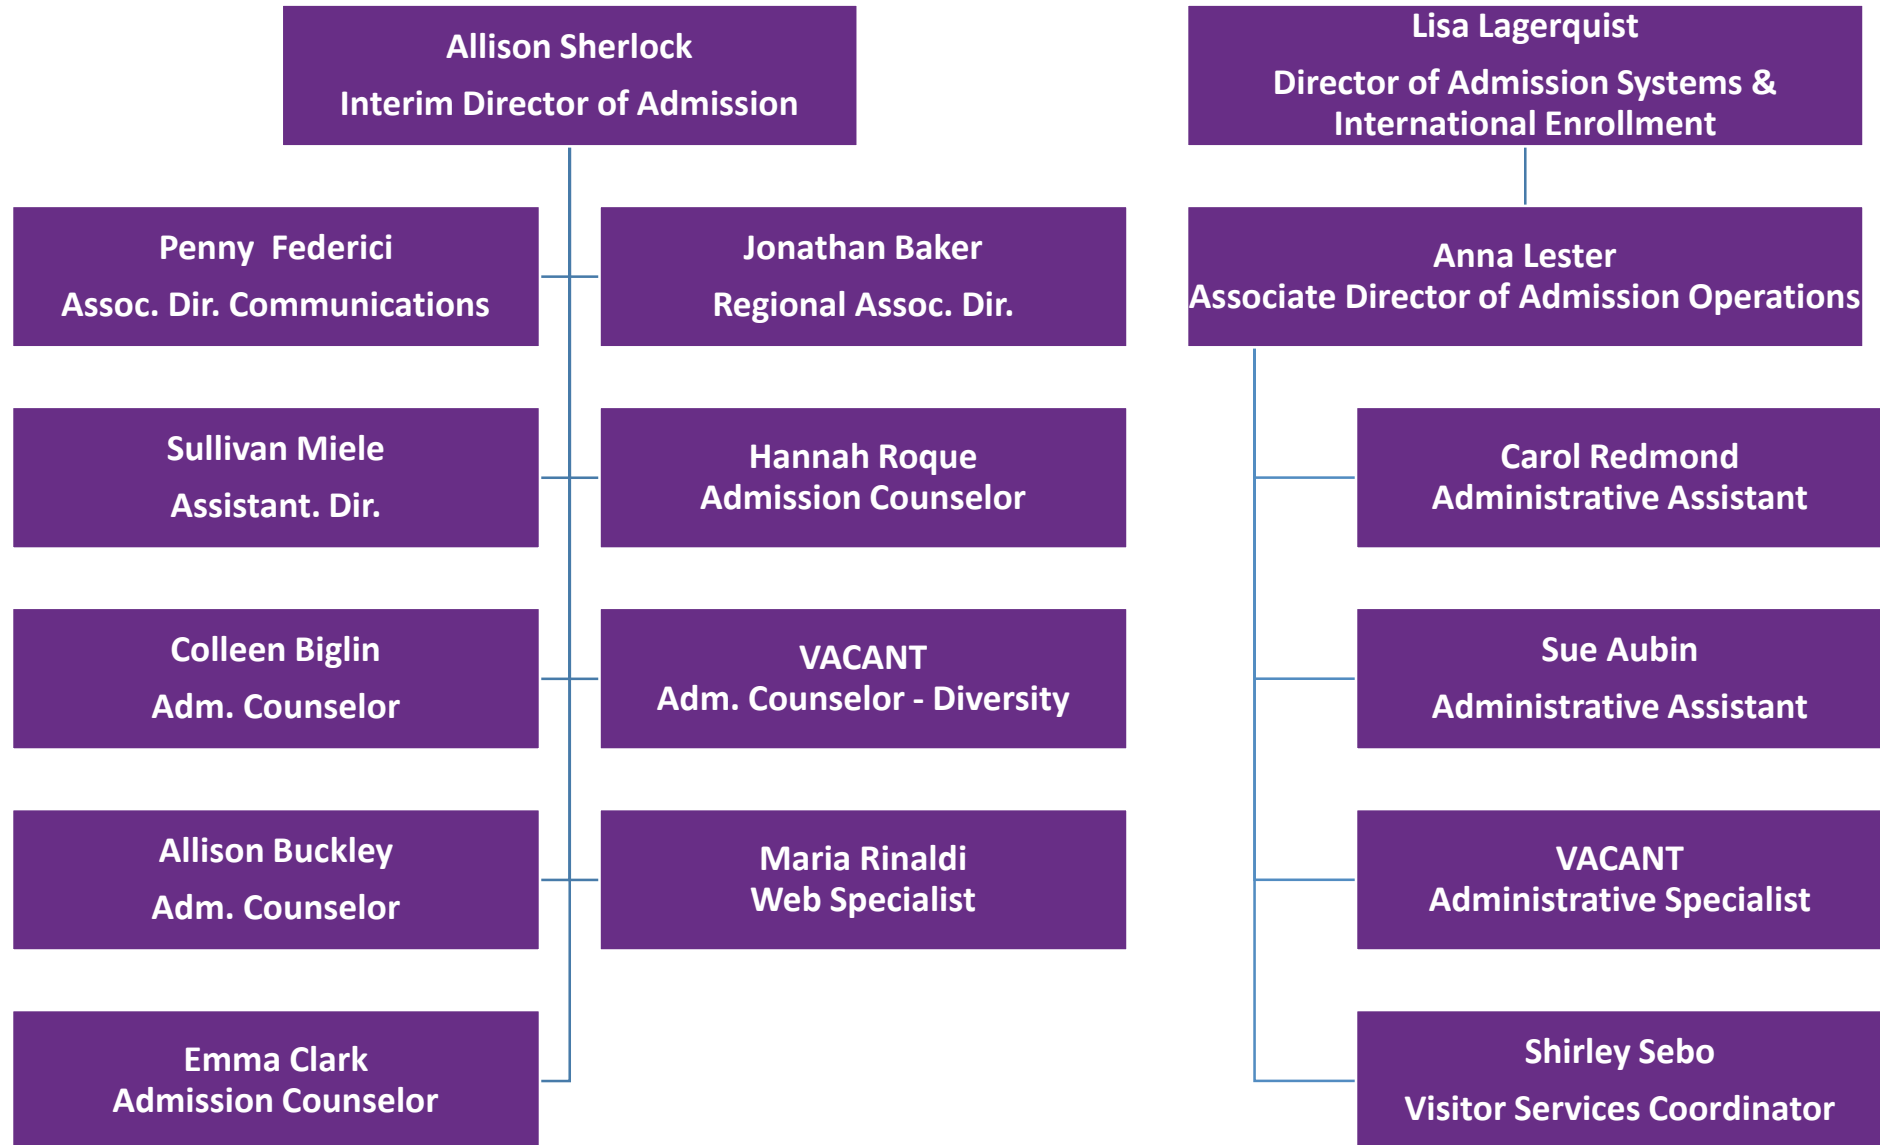 Allison Sherlock
Interim Director of Admission
Lisa Lagerquist
Director of Admission Systems &
International Enrollment
Penny  Federici
Assoc. Dir. Communications
Jonathan Baker
Regional Assoc. Dir.
Anna Lester
Associate Director of Admission Operations
Sullivan Miele
Assistant. Dir.
Hannah Roque
Admission Counselor
Carol Redmond
Administrative Assistant
Colleen Biglin
Adm. Counselor
VACANT
Adm. Counselor - Diversity
Sue Aubin
Administrative Assistant
Allison Buckley
Adm. Counselor
Maria Rinaldi
Web Specialist
VACANT
Administrative Specialist
Emma Clark
Admission Counselor
Shirley Sebo
Visitor Services Coordinator